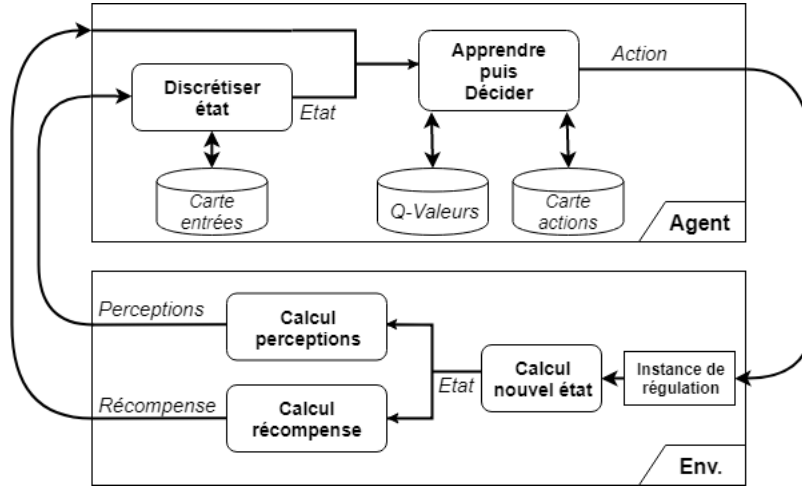 Discrétiser
état
Etat
Apprendre
puis
Décider
Action
Carte
entrées
Q-Valeurs
Carte
actions
Agent
Perceptions
Calcul
perceptions
Récompense
Calcul
récompense
Etat
Calcul
nouvel état
Instance de
régulation
Env.